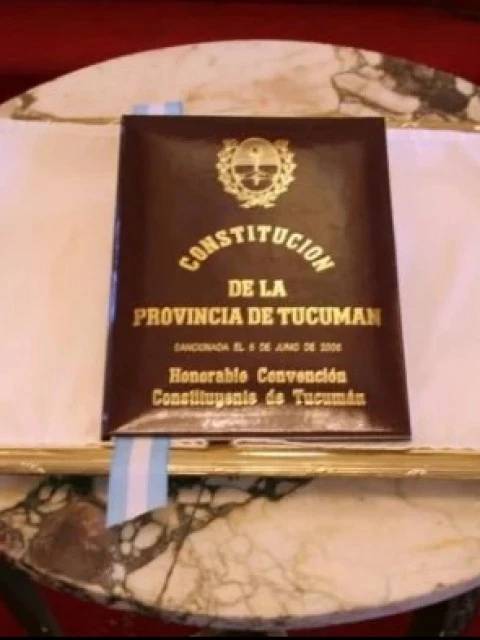 CONSTITUCION
DE LA
PROVINCIA DE TUCUMAN
SANCIONADA EL 6 DE JUNIO DE 2006
Honorable Convención
Constituyente de Tucumán